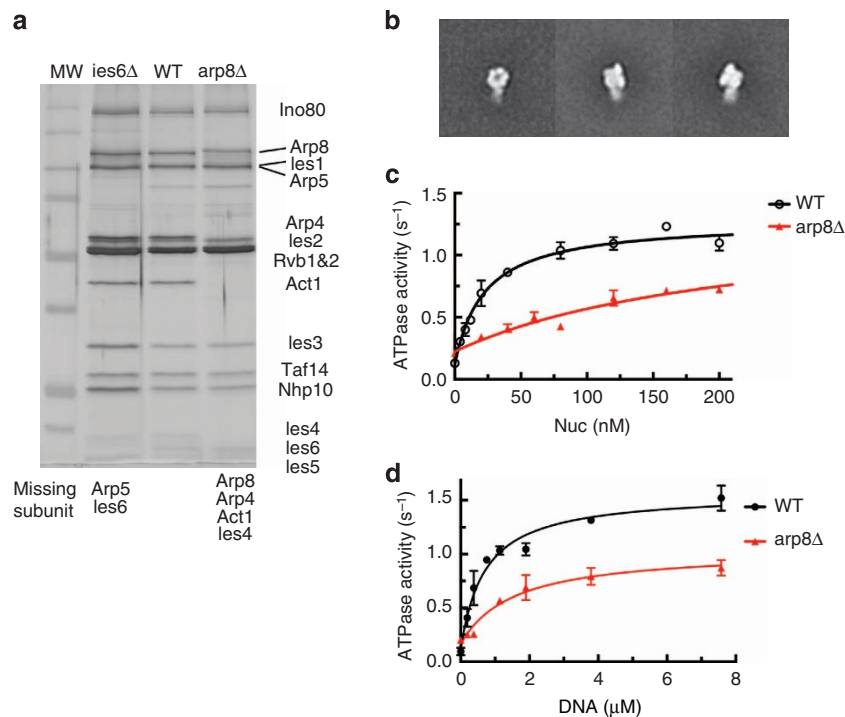 a
MW ies6Δ WT arp8Δ
Ino80
Arp8
Ies1
Arp5
Arp4
Ies2
Rvb1&2
Act1
Ies3
Taf14
Nhp10
Ies4
Ies6
Ies5
Missing subunit
Arp5
Ies6
Arp8
Arp4
Act1
Ies4
b
c
ATPase activity (s⁻¹)
1.5
1.0
0.5
0.0
0 50 100 150 200
Nuc (nM)
WT
arp8Δ
d
ATPase activity (s⁻¹)
1.5
1.0
0.5
0.0
0 2 4 6 8
DNA (μM)
WT
arp8Δ